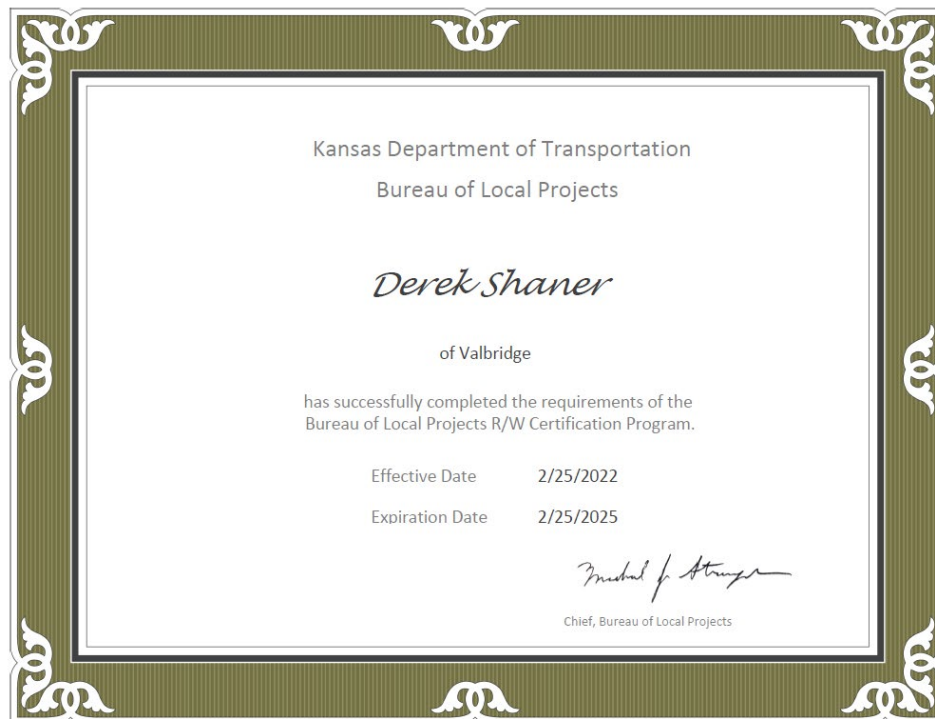 Kansas Department of Transportation
Bureau of Local Projects
Derek Shaner
of Valbridge
has successfully completed the requirements of the
Bureau of Local Projects R/W Certification Program.
Effective Date 2/25/2022
Expiration Date 2/25/2025
Chief, Bureau of Local Projects